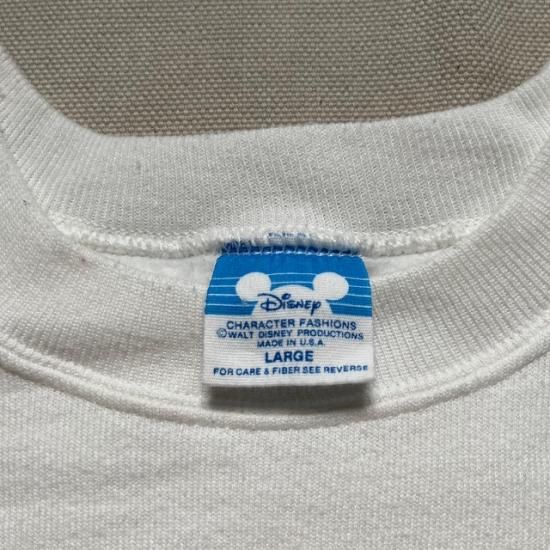 Disney
CHARACTER FASHIONS
©WALT DISNEY PRODUCTIONS
MADE IN U.S.A.
LARGE
FOR CARE & FIBER SEE REVERSE